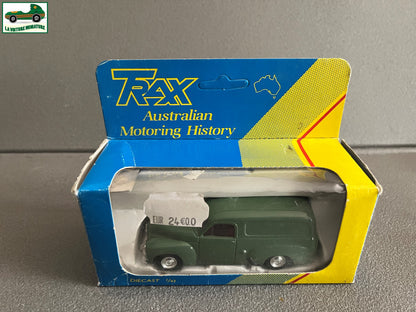 LA VOITURE MINIATURE
TRAX
Australian
Motoring History
EUR 24€00
DIECAST 1/43